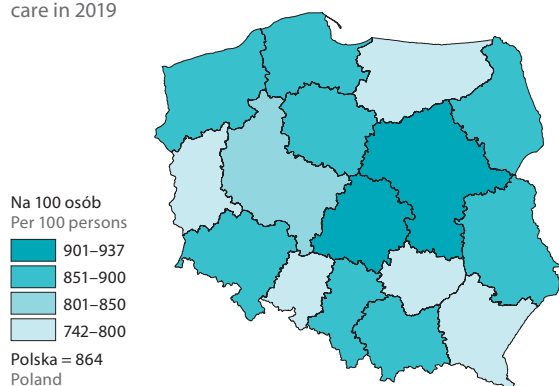 care in 2019
Na 100 osób
Per 100 persons
901–937
851–900
801–850
742–800
Polska = 864
Poland